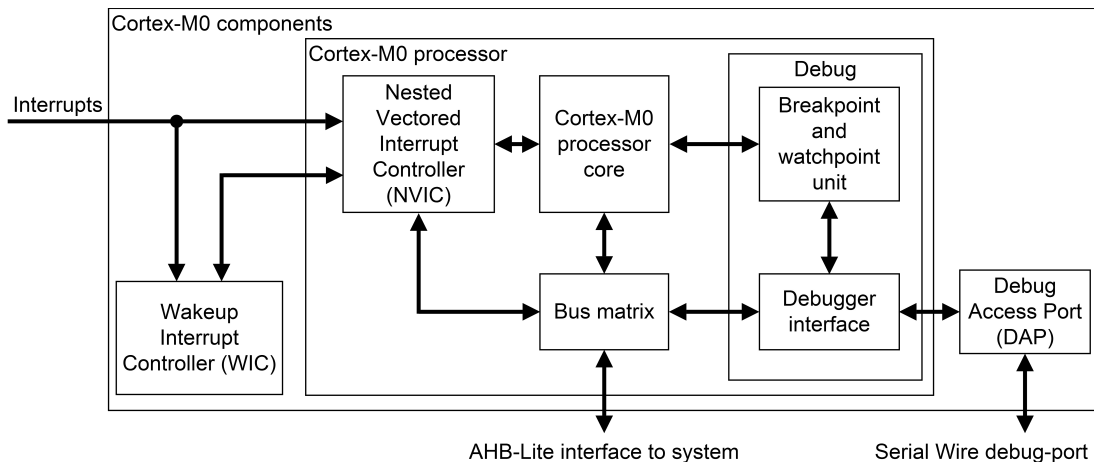 Cortex-M0 components
Cortex-M0 processor
Interrupts
Nested
Vectored
Interrupt
Controller
(NVIC)
Cortex-M0
processor
core
Debug
Breakpoint
and
watchpoint
unit
Wakeup
Interrupt
Controller (WIC)
Bus matrix
Debugger
interface
Debug
Access Port
(DAP)
AHB-Lite interface to system
Serial Wire debug-port